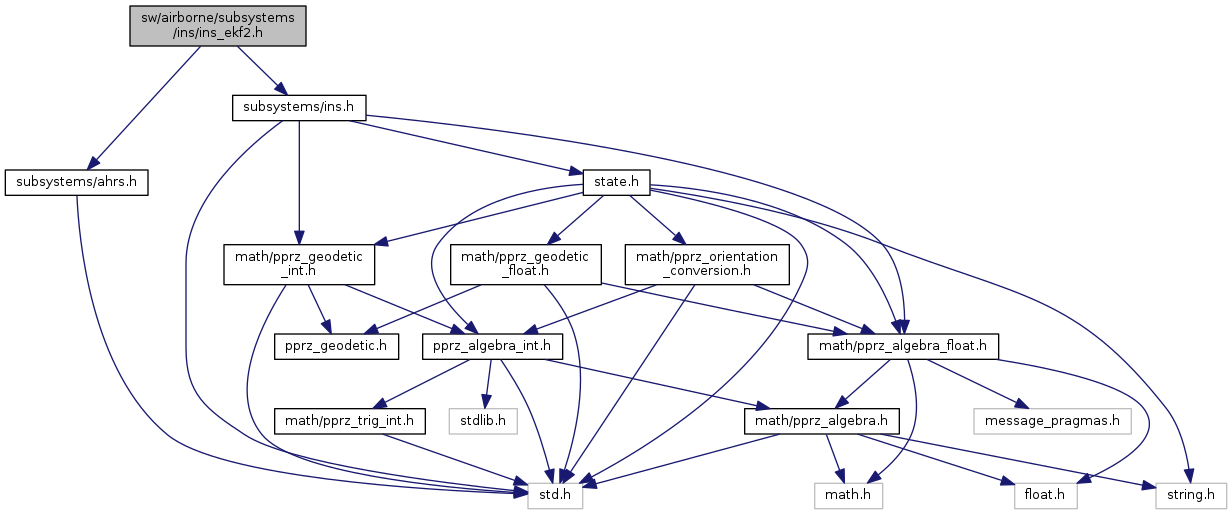 sw/airborne/subsystems
/ins/ins_ekf2.h
subsystems/ins.h
subsystems/ahrs.h
state.h
math/pprz_geodetic
_int.h
math/pprz_geodetic
_float.h
math/pprz_orientation
_conversion.h
pprz_geodetic.h
pprz_algebra_int.h
math/pprz_algebra_float.h
math/pprz_trig_int.h
stdlib.h
math/pprz_algebra.h
message_pragmas.h
std.h
math.h
float.h
string.h